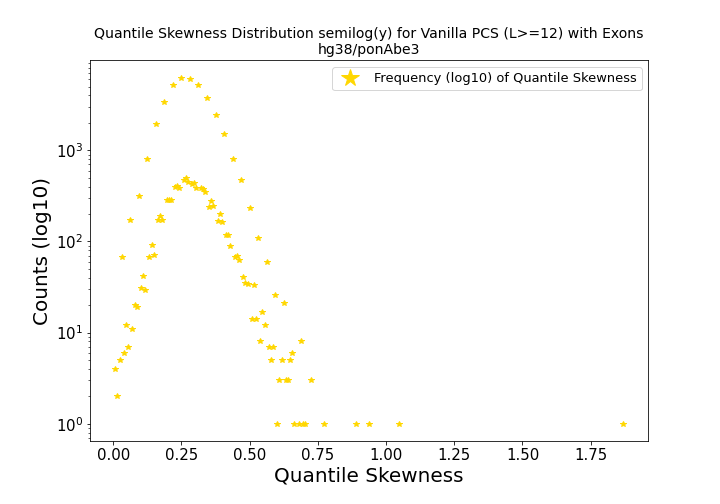 Quantile Skewness Distribution semilog(y) for Vanilla PCS (L>=12) with Exons
hg38/ponAbe3
Frequency (log10) of Quantile Skewness
Counts (log10)
10³
10²
10¹
10⁰
0.00 0.25 0.50 0.75 1.00 1.25 1.50 1.75
Quantile Skewness